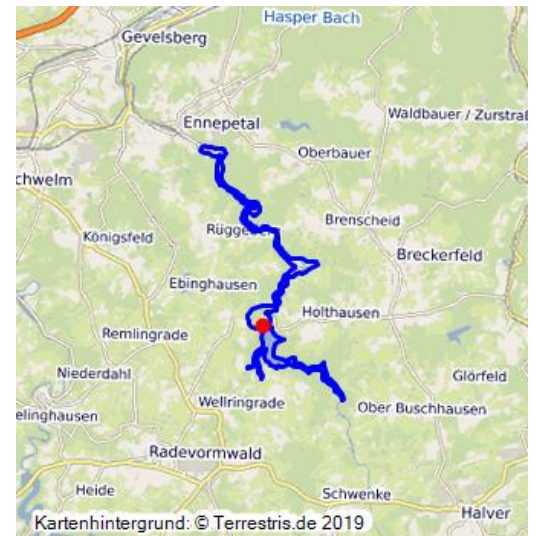 Hasper Bach
Gevelsberg
Waldbauer / Zurstraß
Ennepetal
Oberbauer
chwelm
Brenscheid
Königsfeld
Breckerfeld
Ebinghausen
Holthausen
Remlingrade
Niederdahl
Glörfeld
Wellringrade
Ober Buschhausen
elinghausen
Radevormwald
Heide
Schwenke
Halver
Kartenhintergrund: © Terrestris.de 2019